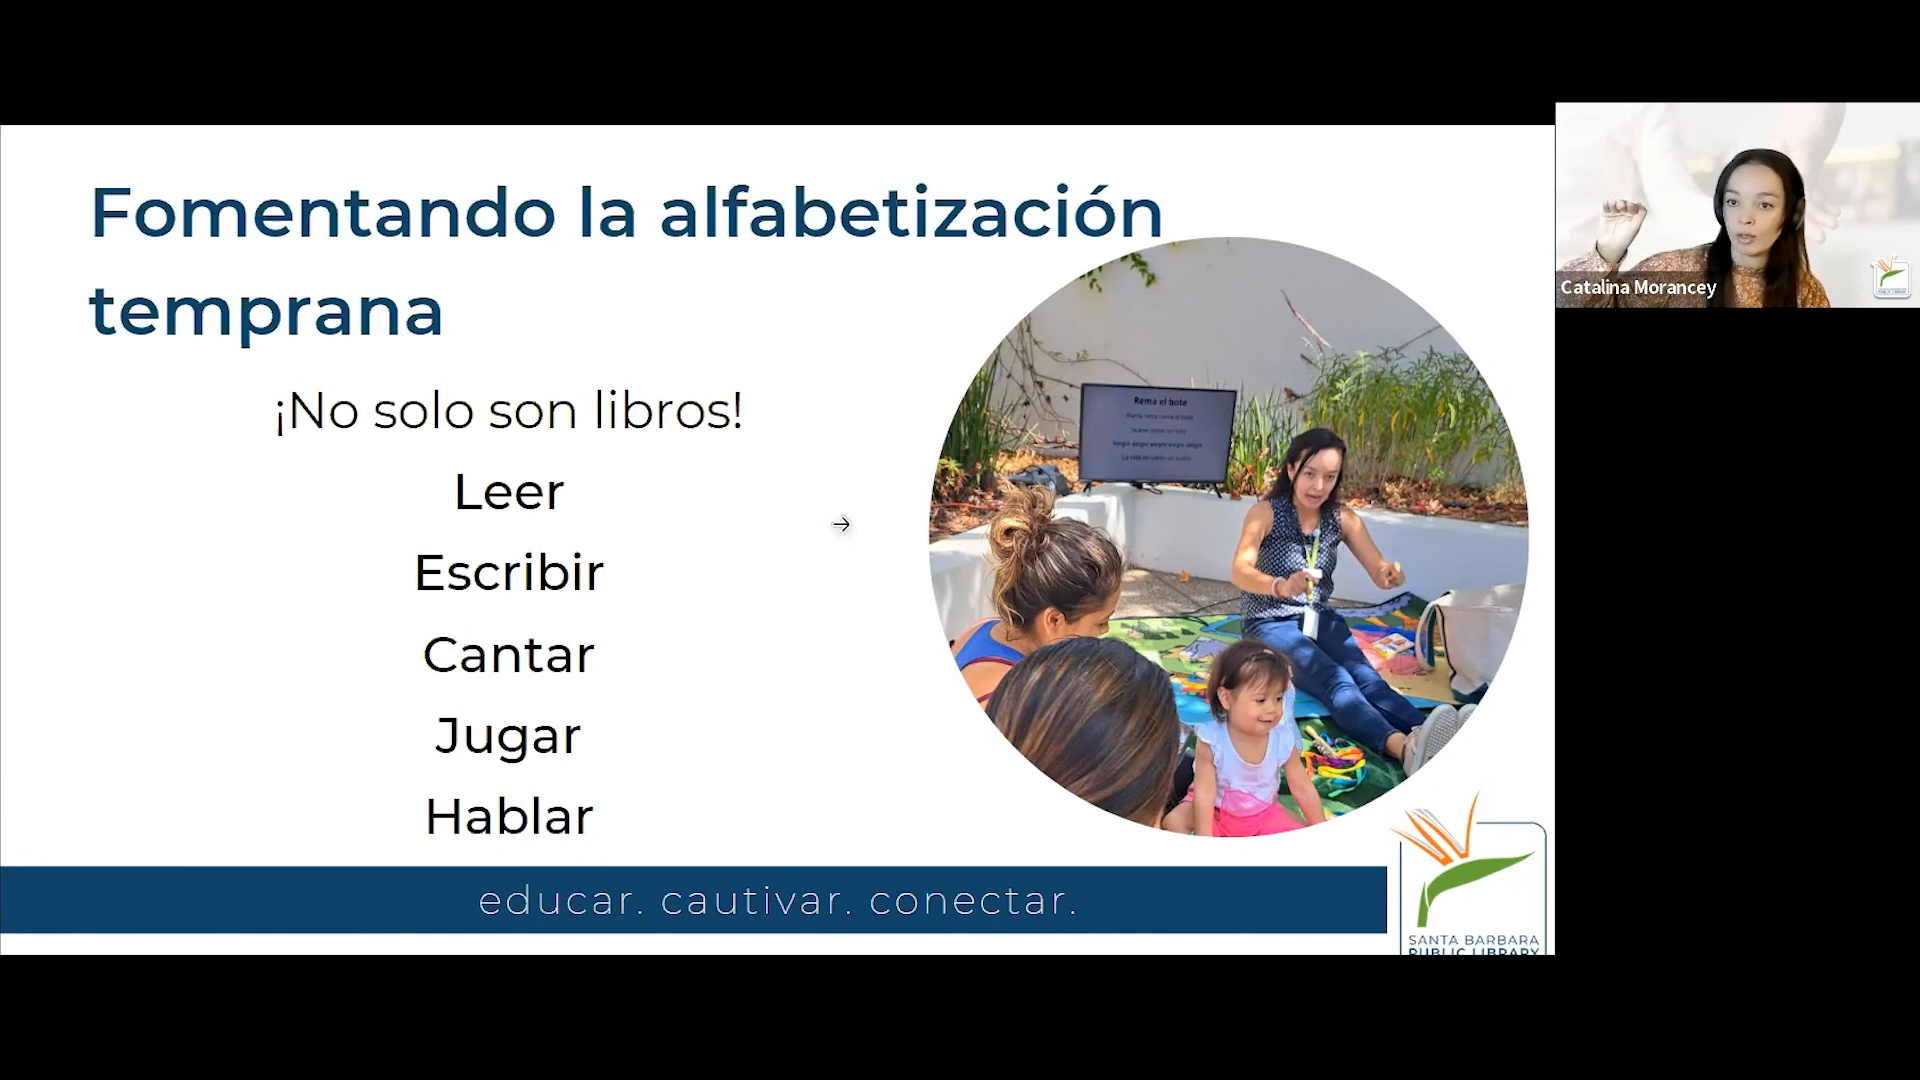 Fomentando la alfabetización
temprana
¡No solo son libros!
Leer
Escribir
Cantar
Jugar
Hablar
educar. cautivar. conectar.
Rema el bote
SANTA BARBARA
PUBLIC LIBRARY
Catalina Morancey